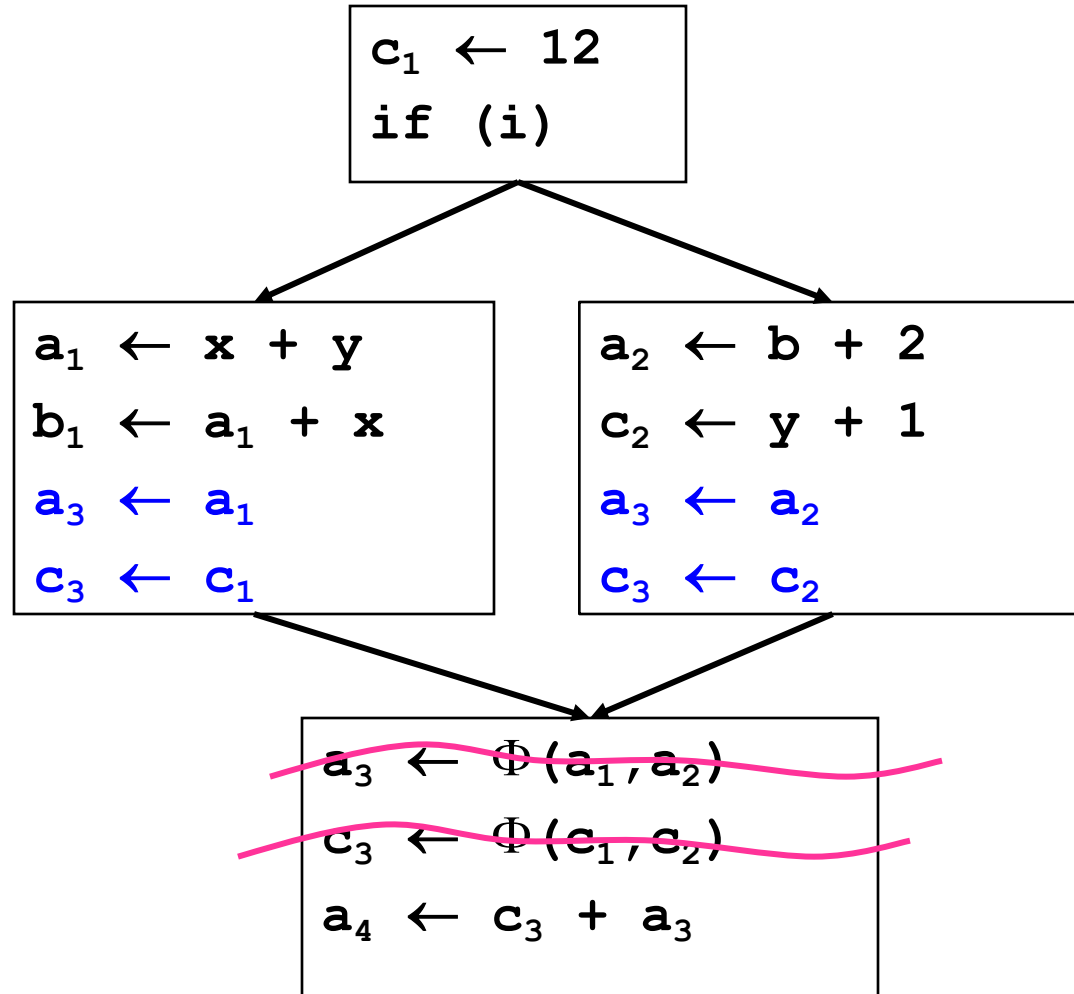 c₁ ← 12
if (i)
a₁ ← x + y
b₁ ← a₁ + x
a₃ ← a₁
c₃ ← c₁
a₂ ← b + 2
c₂ ← y + 1
a₃ ← a₂
c₃ ← c₂
a₃ ← Φ(a₁,a₂)
c₃ ← Φ(c₁,c₂)
a₄ ← c₃ + a₃